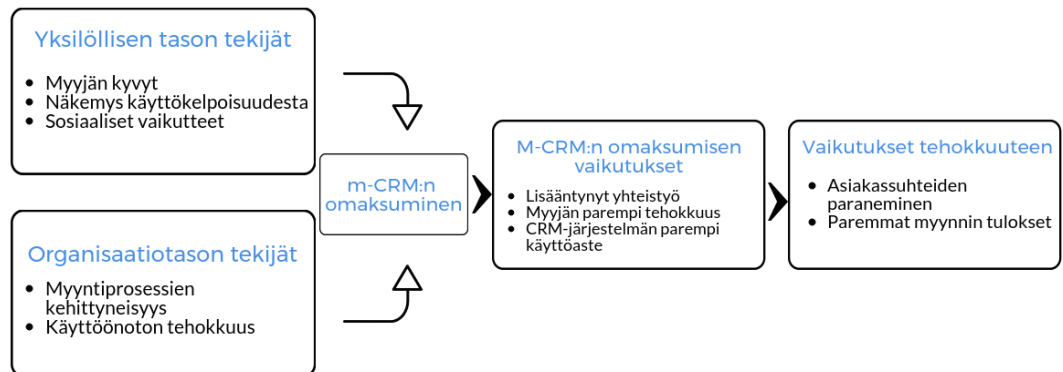 Yksilöllisen tason tekijät
• Myyjän kyvyt
• Näkemys käyttökelpoisuudesta
• Sosiaaliset vaikutteet
Organisaatiotason tekijät
• Myyntiprosessien
kehittyneisyys
• Käyttöönoton tehokkuus
m-CRM:n
omaksuminen
M-CRM:n omaksumisen
vaikutukset
• Lisääntynyt yhteistyö
• Myyjän parempi tehokkuus
• CRM-järjestelmän parempi
käyttöaste
Vaikutukset tehokkuuteen
• Asiakassuhteiden
paraneminen
• Paremmat myynnin tulokset